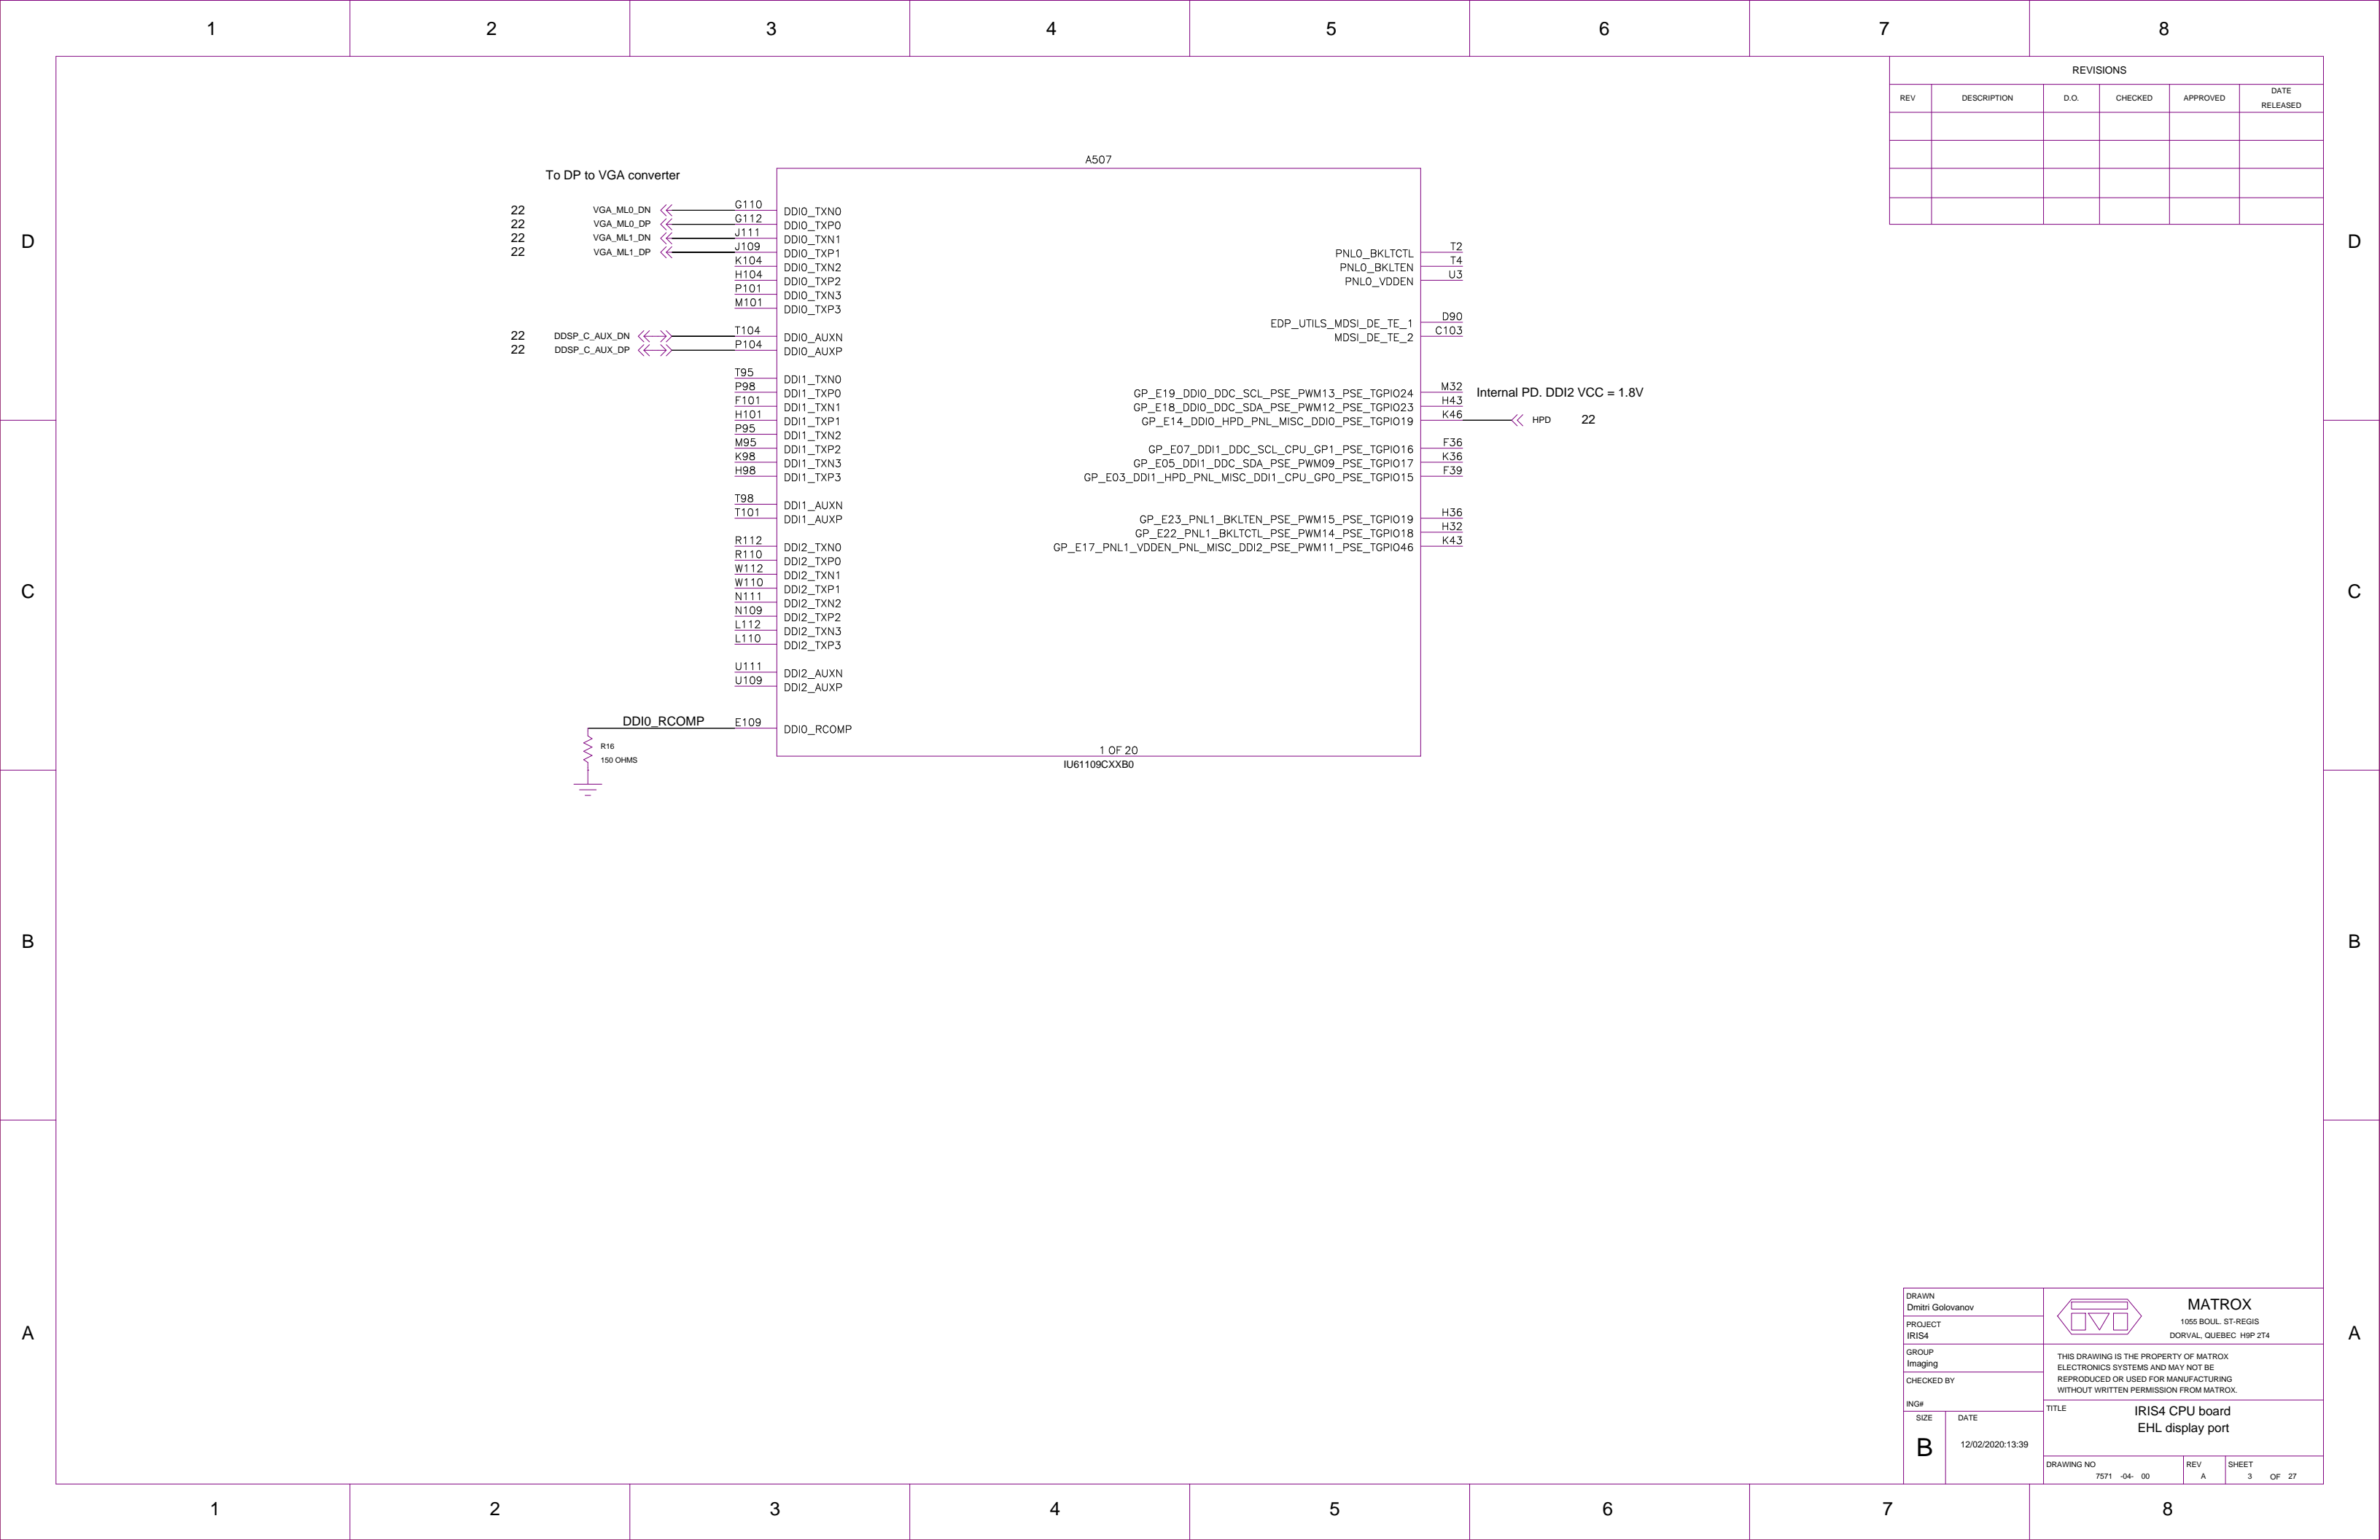 1 2 3 4 5 6 7 8
REVISIONS
REV DESCRIPTION D.O. CHECKED APPROVED DATE RELEASED
A507
To DP to VGA converter
22 VGA_ML0_DN G110 DDI0_TXN0
22 VGA_ML0_DP G112 DDI0_TXP0
22 VGA_ML1_DN J111 DDI0_TXN1
22 VGA_ML1_DP J109 DDI0_TXP1
K104 DDI0_TXN2
H104 DDI0_TXP2
P101 DDI0_TXN3
M101 DDI0_TXP3
22 DDSP_C_AUX_DN T104 DDI0_AUXN
22 DDSP_C_AUX_DP P104 DDI0_AUXP
T95 DDI1_TXN0
P98 DDI1_TXP0
F101 DDI1_TXN1
H101 DDI1_TXP1
P95 DDI1_TXN2
M95 DDI1_TXP2
K98 DDI1_TXN3
H98 DDI1_TXP3
T98 DDI1_AUXN
T101 DDI1_AUXP
R112 DDI2_TXN0
R110 DDI2_TXP0
W112 DDI2_TXN1
W110 DDI2_TXP1
N111 DDI2_TXN2
N109 DDI2_TXP2
L112 DDI2_TXN3
L110 DDI2_TXP3
U111 DDI2_AUXN
U109 DDI2_AUXP
DDI0_RCOMP E109 DDI0_RCOMP
R16
150 OHMS
PNL0_BKLTCTL T2
PNL0_BKLTEN T4
PNL0_VDDEN U3
EDP_UTILS_MDSI_DE_TE_1 D90
MDSI_DE_TE_2 C103
GP_E19_DDI0_DDC_SCL_PSE_PWM13_PSE_TGPIO24 M32 Internal PD. DDI2 VCC = 1.8V
GP_E18_DDI0_DDC_SDA_PSE_PWM12_PSE_TGPIO23 H43
GP_E14_DDI0_HPD_PNL_MISC_DDI0_PSE_TGPIO19 K46 HPD 22
GP_E07_DDI1_DDC_SCL_CPU_GP1_PSE_TGPIO16 F36
GP_E05_DDI1_DDC_SDA_PSE_PWM09_PSE_TGPIO17 K36
GP_E03_DDI1_HPD_PNL_MISC_DDI1_CPU_GP0_PSE_TGPIO15 F39
GP_E23_PNL1_BKLTEN_PSE_PWM15_PSE_TGPIO19 H36
GP_E22_PNL1_BKLTCTL_PSE_PWM14_PSE_TGPIO18 H32
GP_E17_PNL1_VDDEN_PNL_MISC_DDI2_PSE_PWM11_PSE_TGPIO46 K43
1 OF 20
IU61109CXXB0
D D
C C
B B
A A
DRAWN
Dmitri Golovanov
PROJECT
IRIS4
GROUP
Imaging
CHECKED BY
ING#
SIZE DATE
B 12/02/2020:13:39
MATROX
1055 BOUL. ST-REGIS
DORVAL, QUEBEC H9P 2T4
THIS DRAWING IS THE PROPERTY OF MATROX
ELECTRONICS SYSTEMS AND MAY NOT BE
REPRODUCED OR USED FOR MANUFACTURING
WITHOUT WRITTEN PERMISSION FROM MATROX.
TITLE IRIS4 CPU board
EHL display port
DRAWING NO REV SHEET
7571 -04- 00 A 3 OF 27
1 2 3 4 5 6 7 8